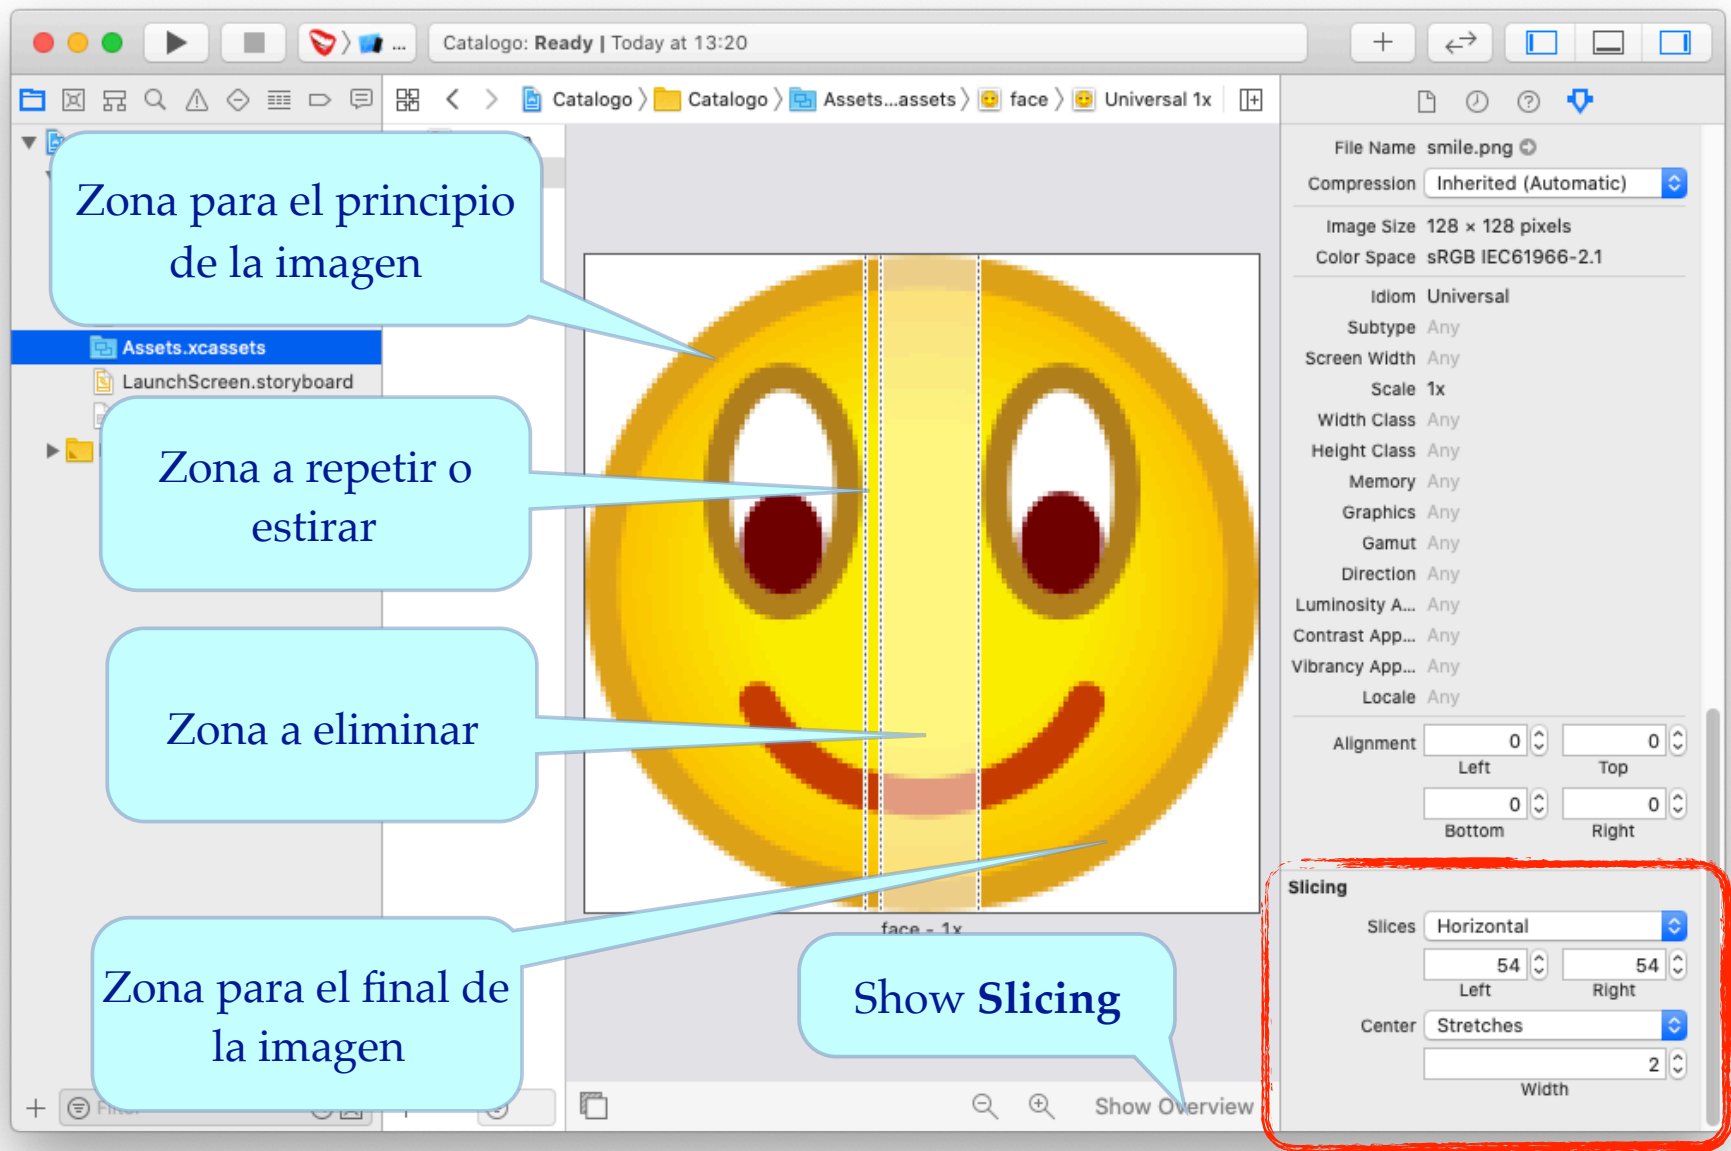 Catalogo: Ready | Today at 13:20
Catalogo
Catalogo
Assets...assets
face
Universal 1x
Zona para el principio
de la imagen
Assets.xcassets
LaunchScreen.storyboard
Zona a repetir o
estirar
Zona a eliminar
Zona para el final de
la imagen
face - 1x
Show Slicing
Show Overview
File Name smile.png
Compression Inherited (Automatic)
Image Size 128 × 128 pixels
Color Space sRGB IEC61966-2.1
Idiom Universal
Subtype Any
Screen Width Any
Scale 1x
Width Class Any
Height Class Any
Memory Any
Graphics Any
Gamut Any
Direction Any
Luminosity A... Any
Contrast App... Any
Vibrancy App... Any
Locale Any
Alignment 0 0
Left Top
0 0
Bottom Right
Slicing
Slices Horizontal
54 54
Left Right
Center Stretches
2
Width